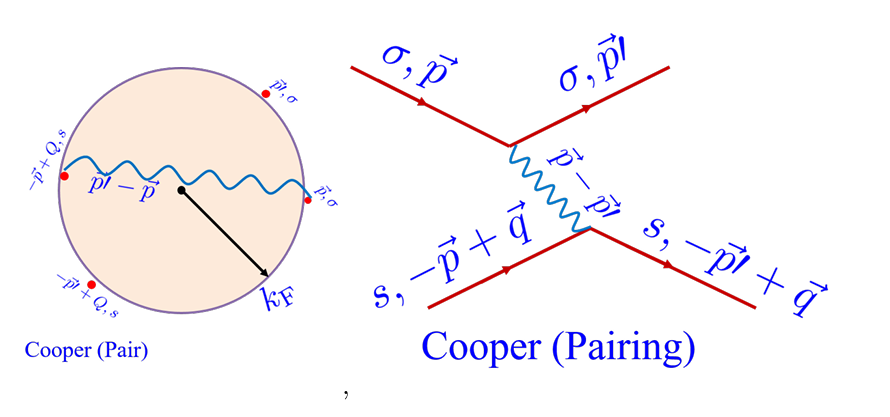 p⃗′, σ
−p⃗ + Q, s
p⃗′ − p⃗
p⃗, σ
−p⃗′ + Q, s
k_F
Cooper (Pair)
σ, p⃗
σ, p⃗′
p⃗ − p⃗′
s, −p⃗ + q⃗
s, −p⃗′ + q⃗
Cooper (Pairing)
,